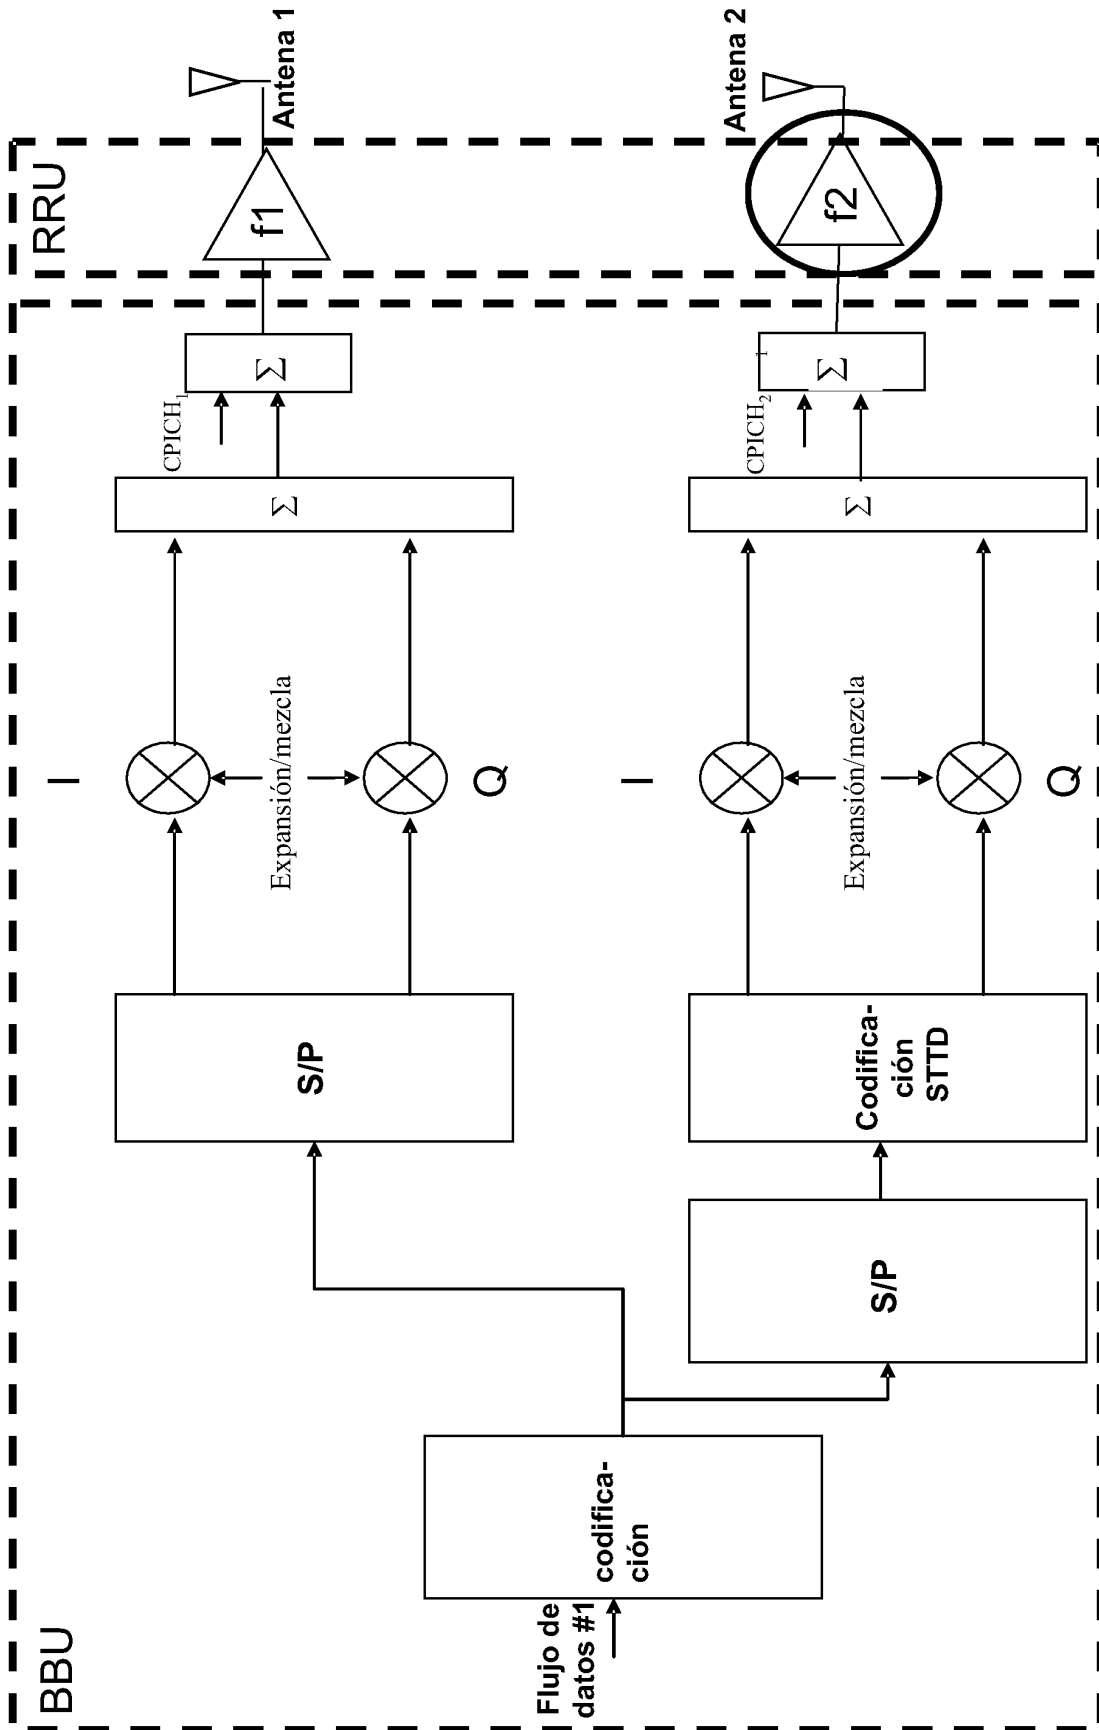 BBU
Flujo de
datos #1
codifica-
ción
S/P
I
Expansión/mezcla
Q
Σ
CPICH1
Σ
S/P
Codifica-
ción
STTD
I
Expansión/mezcla
Q
Σ
CPICH2
1
Σ
RRU
f1
f2
Antena 1
Antena 2